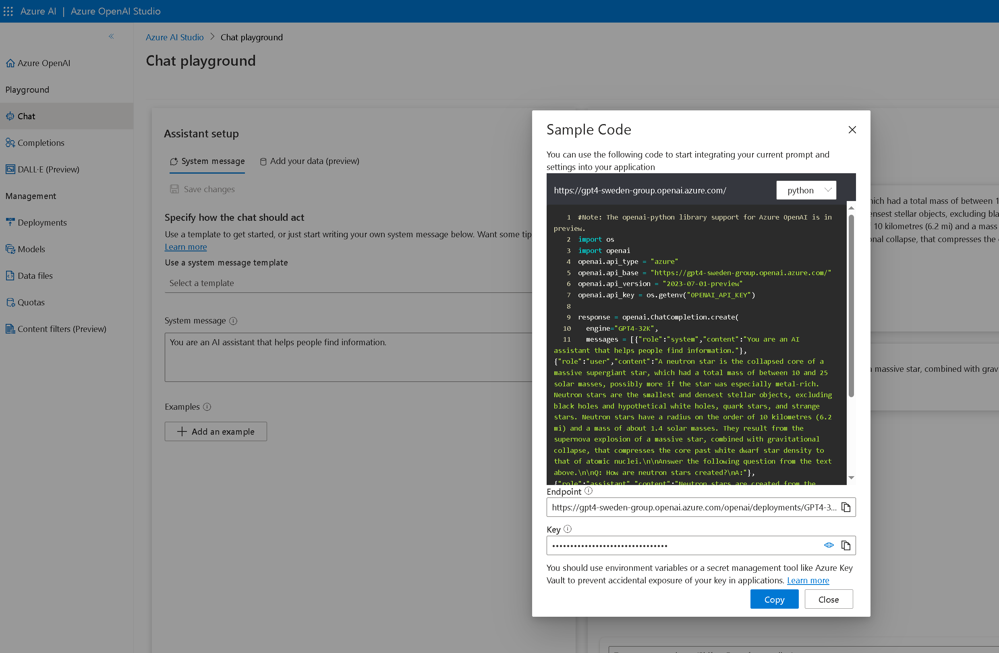 Azure AI | Azure OpenAI Studio
Azure AI Studio > Chat playground
Chat playground
Azure OpenAI
Playground
Chat
Completions
DALL·E (Preview)
Management
Deployments
Models
Data files
Quotas
Content filters (Preview)
Assistant setup
System message
Add your data (preview)
Save changes
Specify how the chat should act
Use a template to get started, or just start writing your own system message below. Want some tip
Learn more
Use a system message template
Select a template
System message
You are an AI assistant that helps people find information.
Examples
Add an example
Sample Code
You can use the following code to start integrating your current prompt and
settings into your application
https://gpt4-sweden-group.openai.azure.com/
python
1 #Note: The openai-python library support for Azure OpenAI is in
preview.
2 import os
3 import openai
4 openai.api_type = "azure"
5 openai.api_base = "https://gpt4-sweden-group.openai.azure.com/"
6 openai.api_version = "2023-07-01-preview"
7 openai.api_key = os.getenv("OPENAI_API_KEY")
8
9 response = openai.ChatCompletion.create(
10 engine="GPT4-32K",
11 messages = [{"role":"system","content":"You are an AI
assistant that helps people find information."},
{"role":"user","content":"A neutron star is the collapsed core of a
massive supergiant star, which had a total mass of between 10 and 25
solar masses, possibly more if the star was especially metal-rich.
Neutron stars are the smallest and densest stellar objects, excluding
black holes and hypothetical white holes, quark stars, and strange
stars. Neutron stars have a radius on the order of 10 kilometres (6.2
mi) and a mass of about 1.4 solar masses. They result from the
supernova explosion of a massive star, combined with gravitational
collapse, that compresses the core past white dwarf star density to
that of atomic nuclei.\n\nAnswer the following question from the text
above.\n\nQ: How are neutron stars created?\nA:"},
{"role":"assistant","content":"Neutron stars are created from the
Endpoint
https://gpt4-sweden-group.openai.azure.com/openai/deployments/GPT4-3...
Key
You should use environment variables or a secret management tool like Azure Key
Vault to prevent accidental exposure of your key in applications. Learn more
Copy
Close
had a total mass of between 1
stellar objects, excluding
10 kilometres (6.2 mi) and a mass
collapse, that compresses the
a massive star, combined with